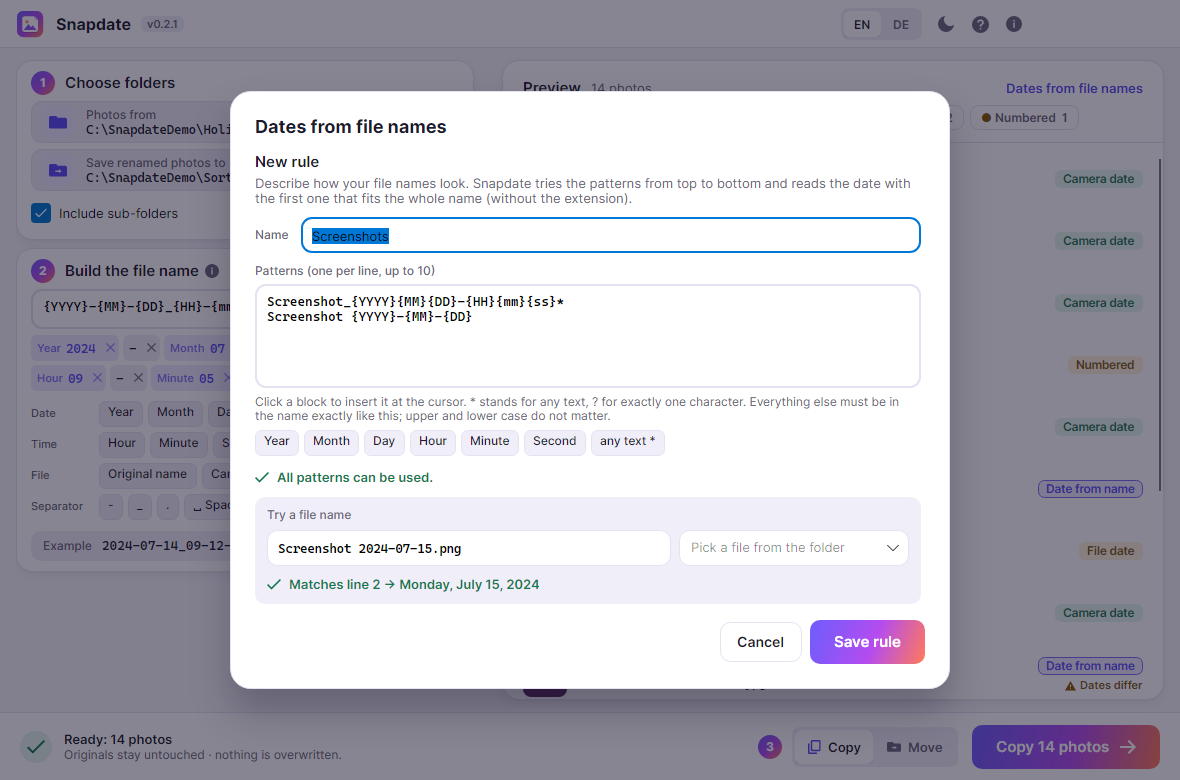 Snapdate v0.2.1 EN DE
1 Choose folders
Photos from
C:\SnapdateDemo\Holi
Save renamed photos to
C:\SnapdateDemo\Sort
Include sub-folders
2 Build the file name
{YYYY}-{MM}-{DD}_{HH}-{mm
Year 2024 - Month 07
Hour 09 - Minute 05
Date Year Month Da
Time Hour Minute S
File Original name Car
Separator - _ . ␣ Spac
Example 2024-07-14_09-12-
Preview 14 photos Dates from file names
2 Numbered 1
Camera date
Camera date
Camera date
Numbered
Camera date
Date from name
File date
Camera date
Date from name
Dates differ
Dates from file names
New rule
Describe how your file names look. Snapdate tries the patterns from top to bottom and reads the date with
the first one that fits the whole name (without the extension).
Name Screenshots
Patterns (one per line, up to 10)
Screenshot_{YYYY}{MM}{DD}-{HH}{mm}{ss}*
Screenshot {YYYY}-{MM}-{DD}
Click a block to insert it at the cursor. * stands for any text, ? for exactly one character. Everything else must be in
the name exactly like this; upper and lower case do not matter.
Year Month Day Hour Minute Second any text *
All patterns can be used.
Try a file name
Screenshot 2024-07-15.png Pick a file from the folder
Matches line 2 → Monday, July 15, 2024
Cancel Save rule
Ready: 14 photos
Originals stay untouched · nothing is overwritten.
3 Copy Move Copy 14 photos →